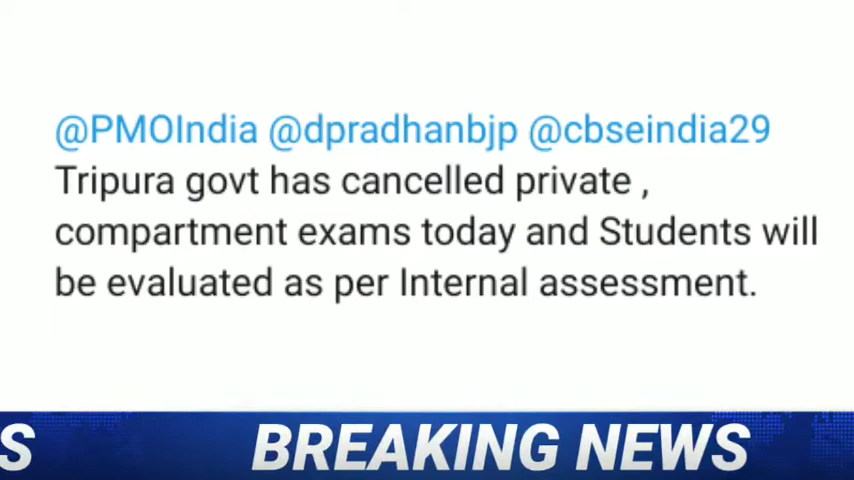 @PMOIndia @dpradhanbjp @cbseindia29
Tripura govt has cancelled private ,
compartment exams today and Students will
be evaluated as per Internal assessment.
S BREAKING NEWS